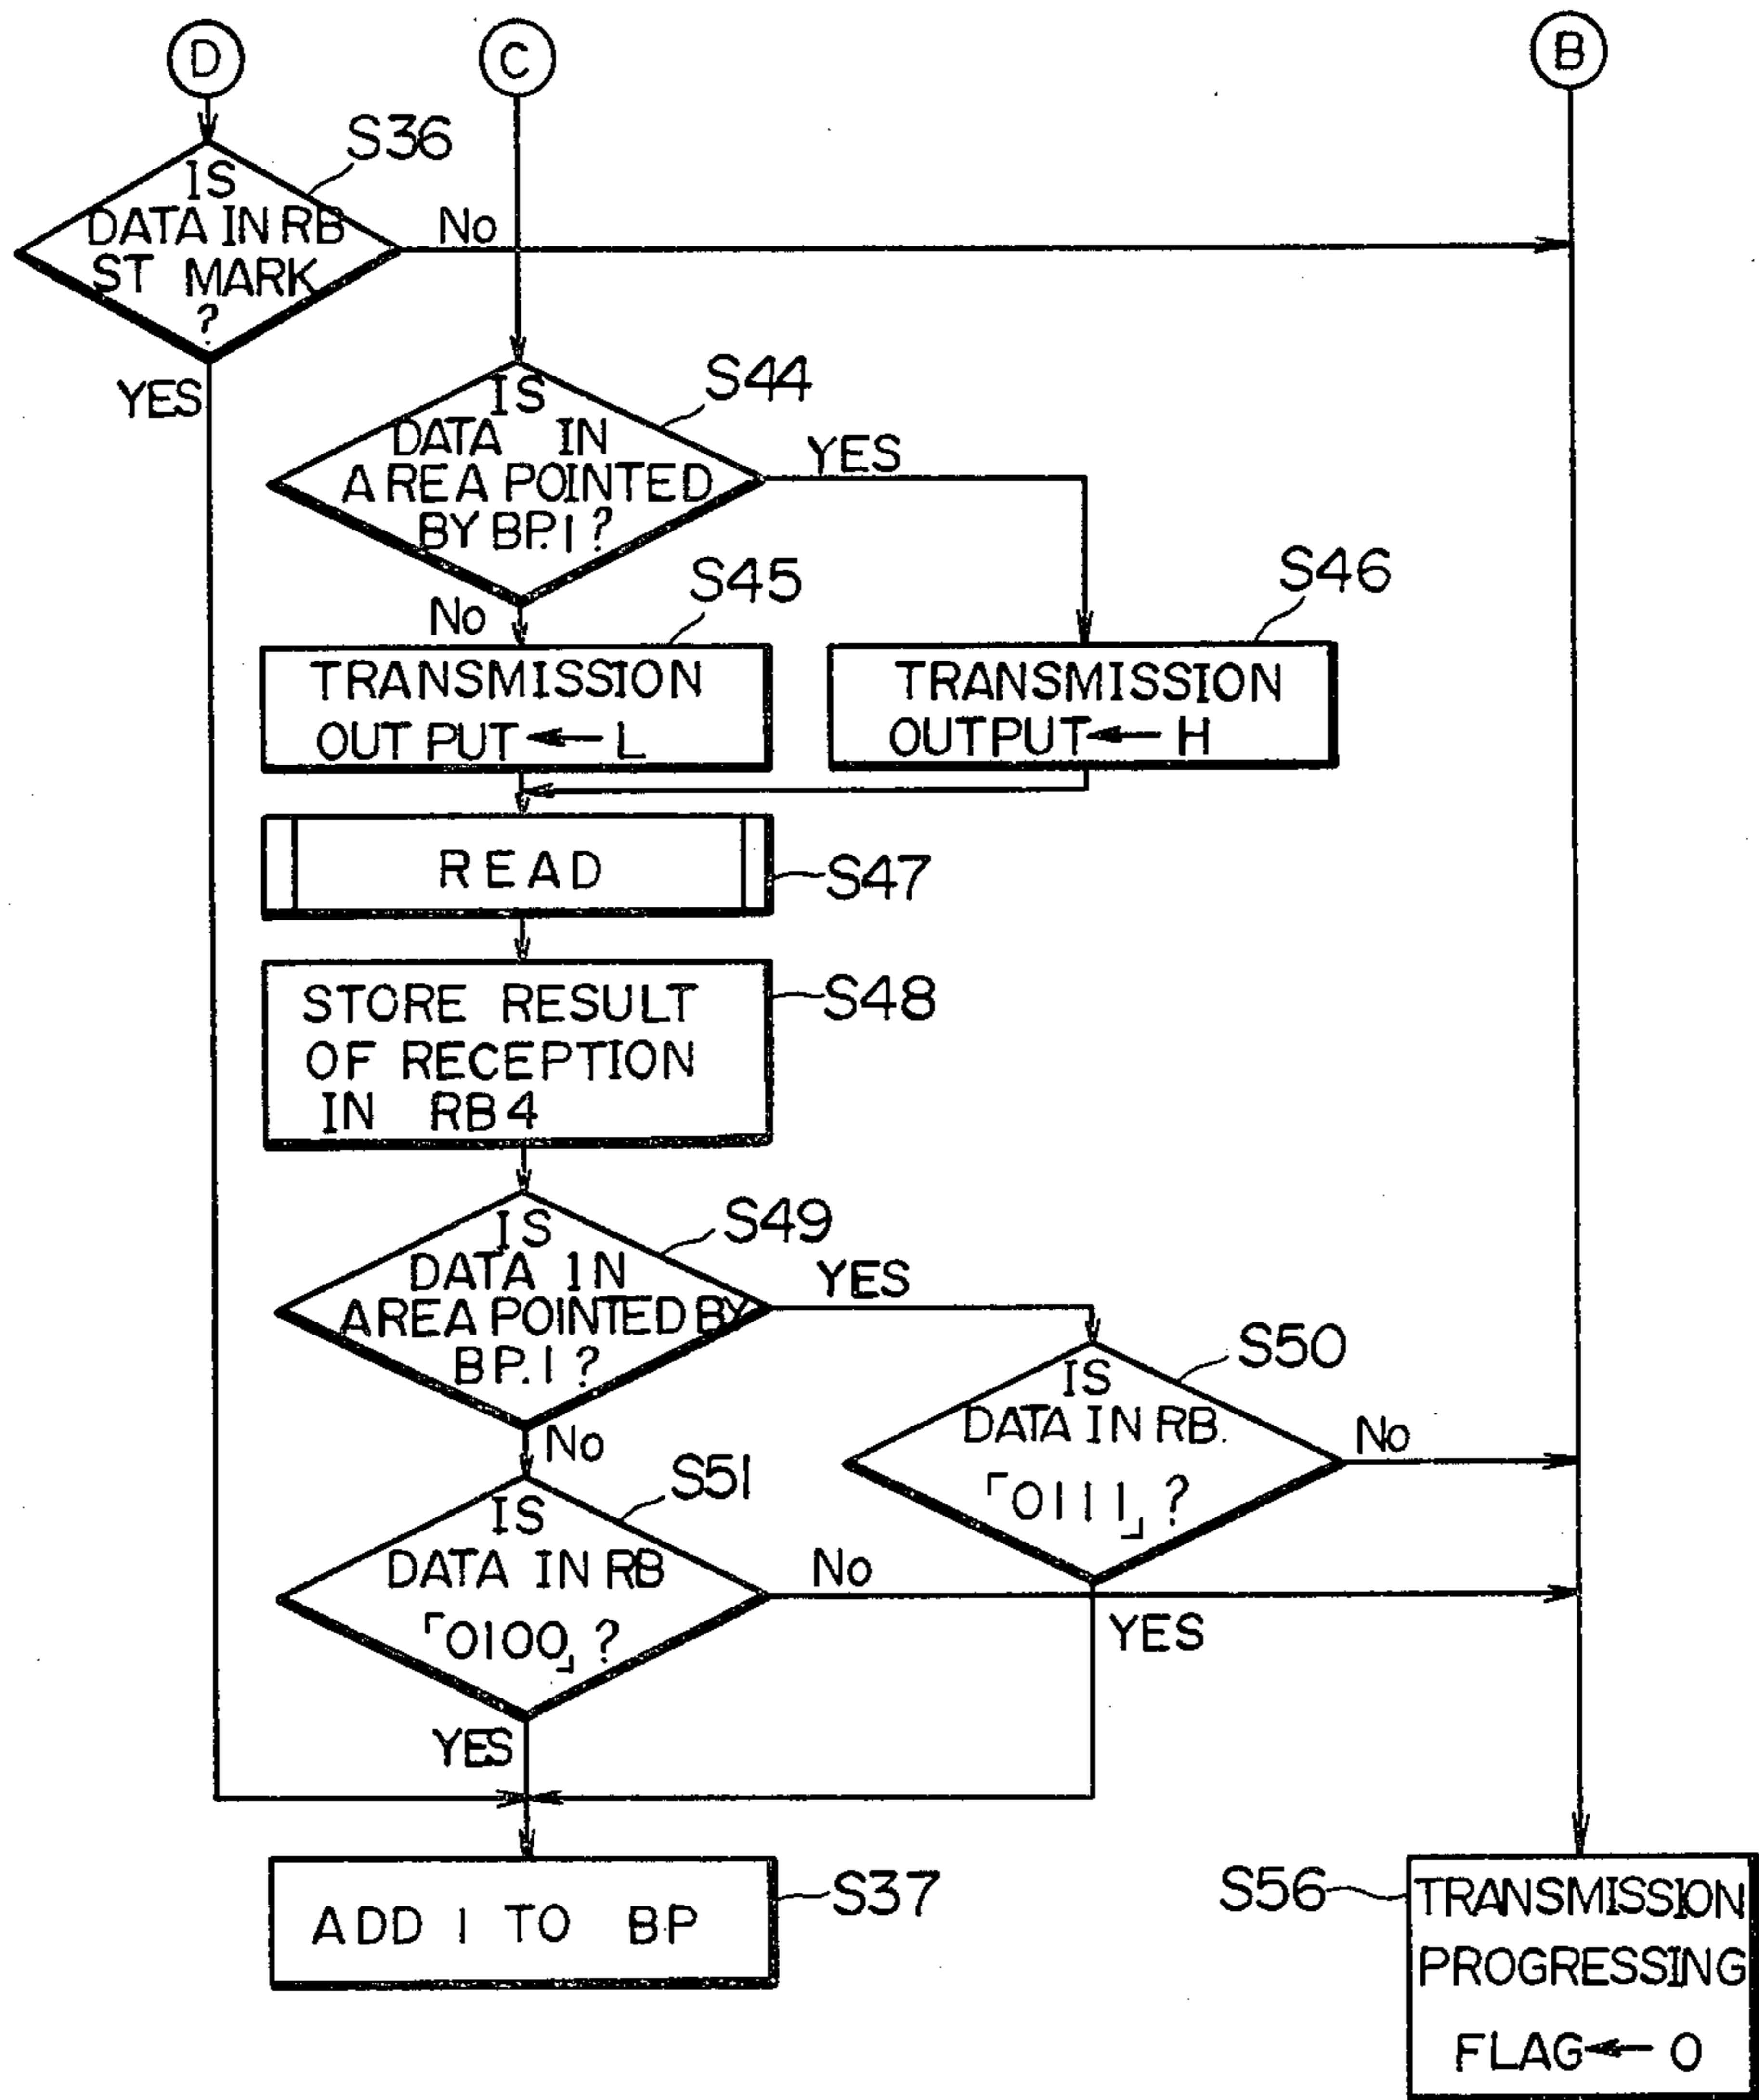 D
C
B
S36
IS
DATA IN RB
ST MARK
?
No
YES
S44
IS
DATA IN
AREA POINTED
BY BP.1?
YES
No
S45
TRANSMISSION
OUTPUT ← L
S46
TRANSMISSION
OUTPUT ← H
READ
S47
STORE RESULT
OF RECEPTION
IN RB4
S48
S49
IS
DATA IN
AREA POINTED BY
BP.1?
YES
No
S50
IS
DATA IN RB.
「0111」?
No
YES
S51
IS
DATA IN RB
「0100」?
No
YES
ADD 1 TO BP
S37
S56
TRANSMISSION
PROGRESSING
FLAG ← 0